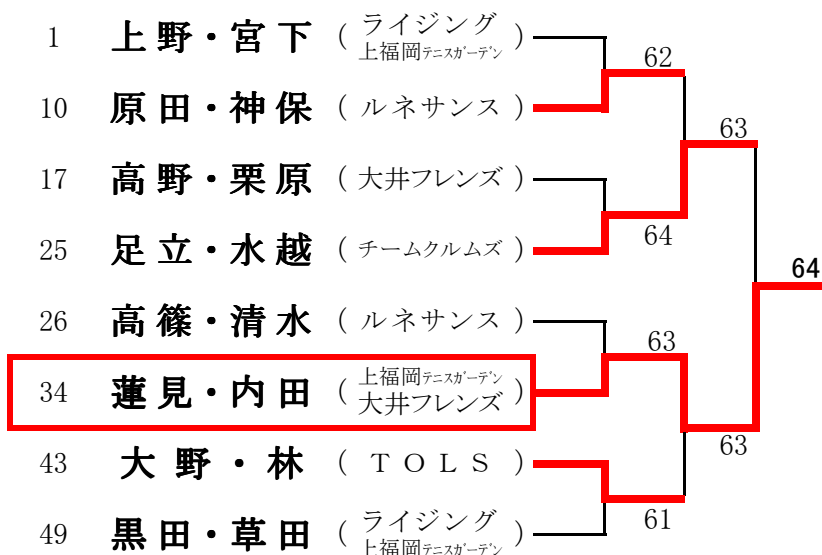 1 上野・宮下 ( ライジング
上福岡テニスガーデン )
62
10 原田・神保 ( ルネサンス )
63
17 高野・栗原 ( 大井フレンズ )
64
25 足立・水越 ( チームクルムズ )
64
26 高篠・清水 ( ルネサンス )
63
34 蓮見・内田 ( 上福岡テニスガーデン
大井フレンズ )
63
43 大野・林 ( TOLS )
61
49 黒田・草田 ( ライジング
上福岡テニスガーデン )